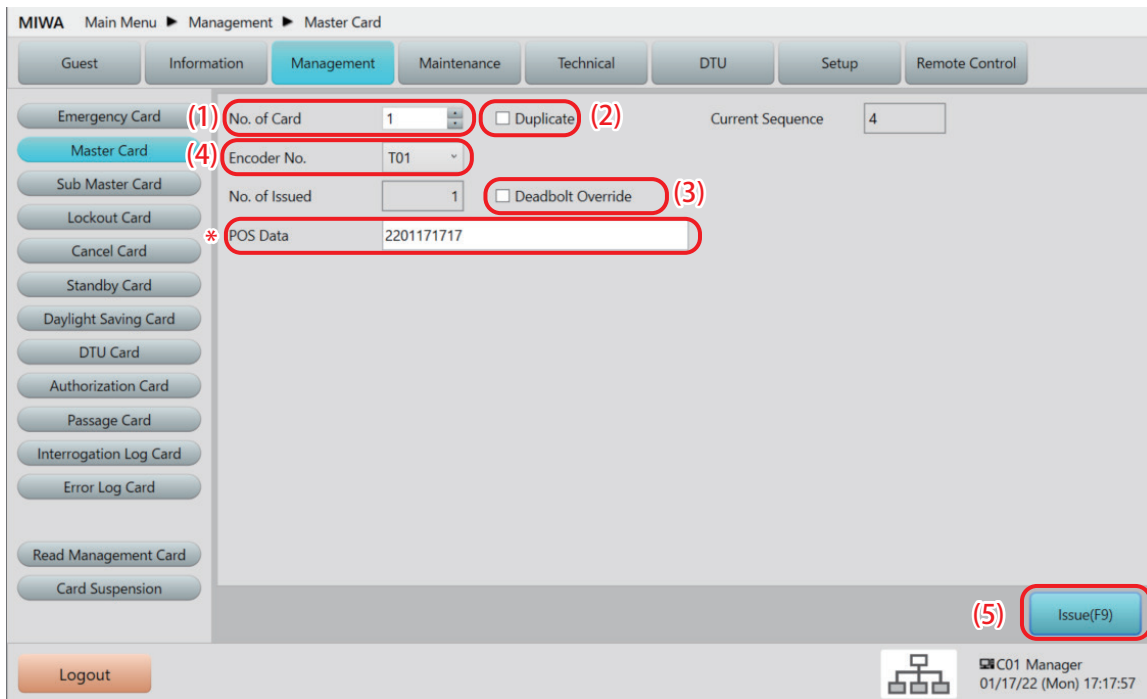 MIWA Main Menu ▶ Management ▶ Master Card
Guest Information Management Maintenance Technical DTU Setup Remote Control
Emergency Card
Master Card
Sub Master Card
Lockout Card
Cancel Card
Standby Card
Daylight Saving Card
DTU Card
Authorization Card
Passage Card
Interrogation Log Card
Error Log Card
Read Management Card
Card Suspension
(1) No. of Card 1 Duplicate (2) Current Sequence 4
(4) Encoder No. T01
No. of Issued 1 Deadbolt Override (3)
* POS Data 2201171717
(5) Issue(F9)
Logout
C01 Manager
01/17/22 (Mon) 17:17:57